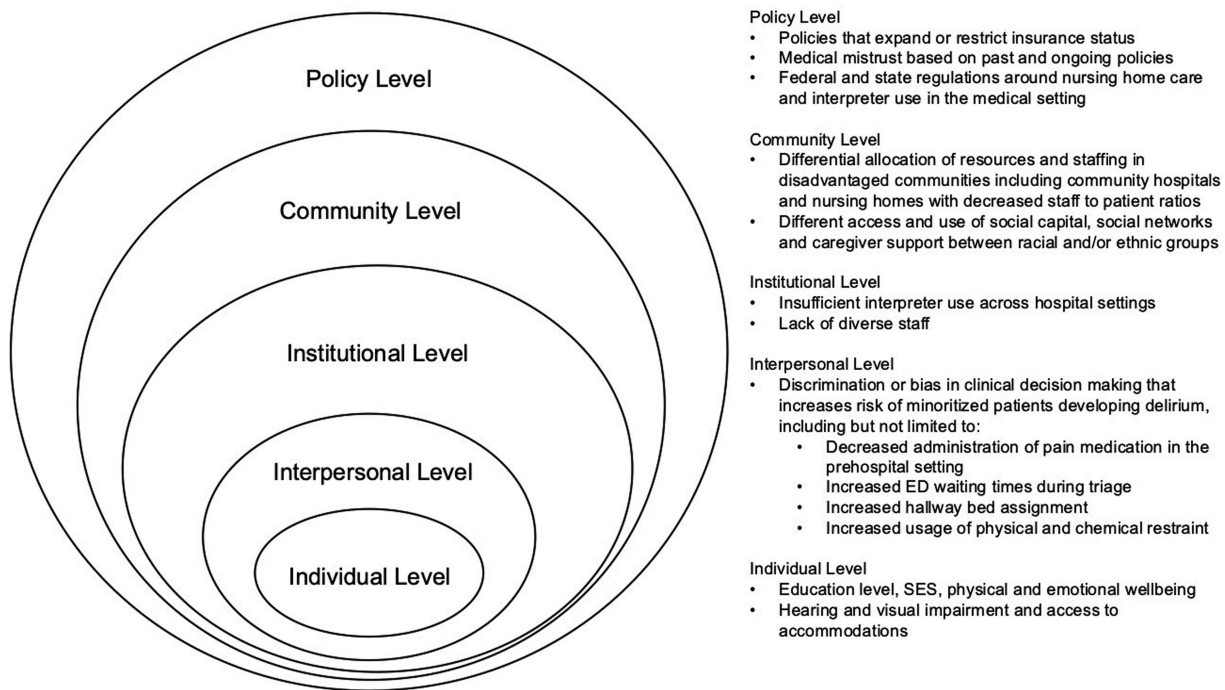 Policy Level
Community Level
Institutional Level
Interpersonal Level
Individual Level
Policy Level
• Policies that expand or restrict insurance status
• Medical mistrust based on past and ongoing policies
• Federal and state regulations around nursing home care
and interpreter use in the medical setting
Community Level
• Differential allocation of resources and staffing in
disadvantaged communities including community hospitals
and nursing homes with decreased staff to patient ratios
• Different access and use of social capital, social networks
and caregiver support between racial and/or ethnic groups
Institutional Level
• Insufficient interpreter use across hospital settings
• Lack of diverse staff
Interpersonal Level
• Discrimination or bias in clinical decision making that
increases risk of minoritized patients developing delirium,
including but not limited to:
• Decreased administration of pain medication in the
prehospital setting
• Increased ED waiting times during triage
• Increased hallway bed assignment
• Increased usage of physical and chemical restraint
Individual Level
• Education level, SES, physical and emotional wellbeing
• Hearing and visual impairment and access to
accommodations